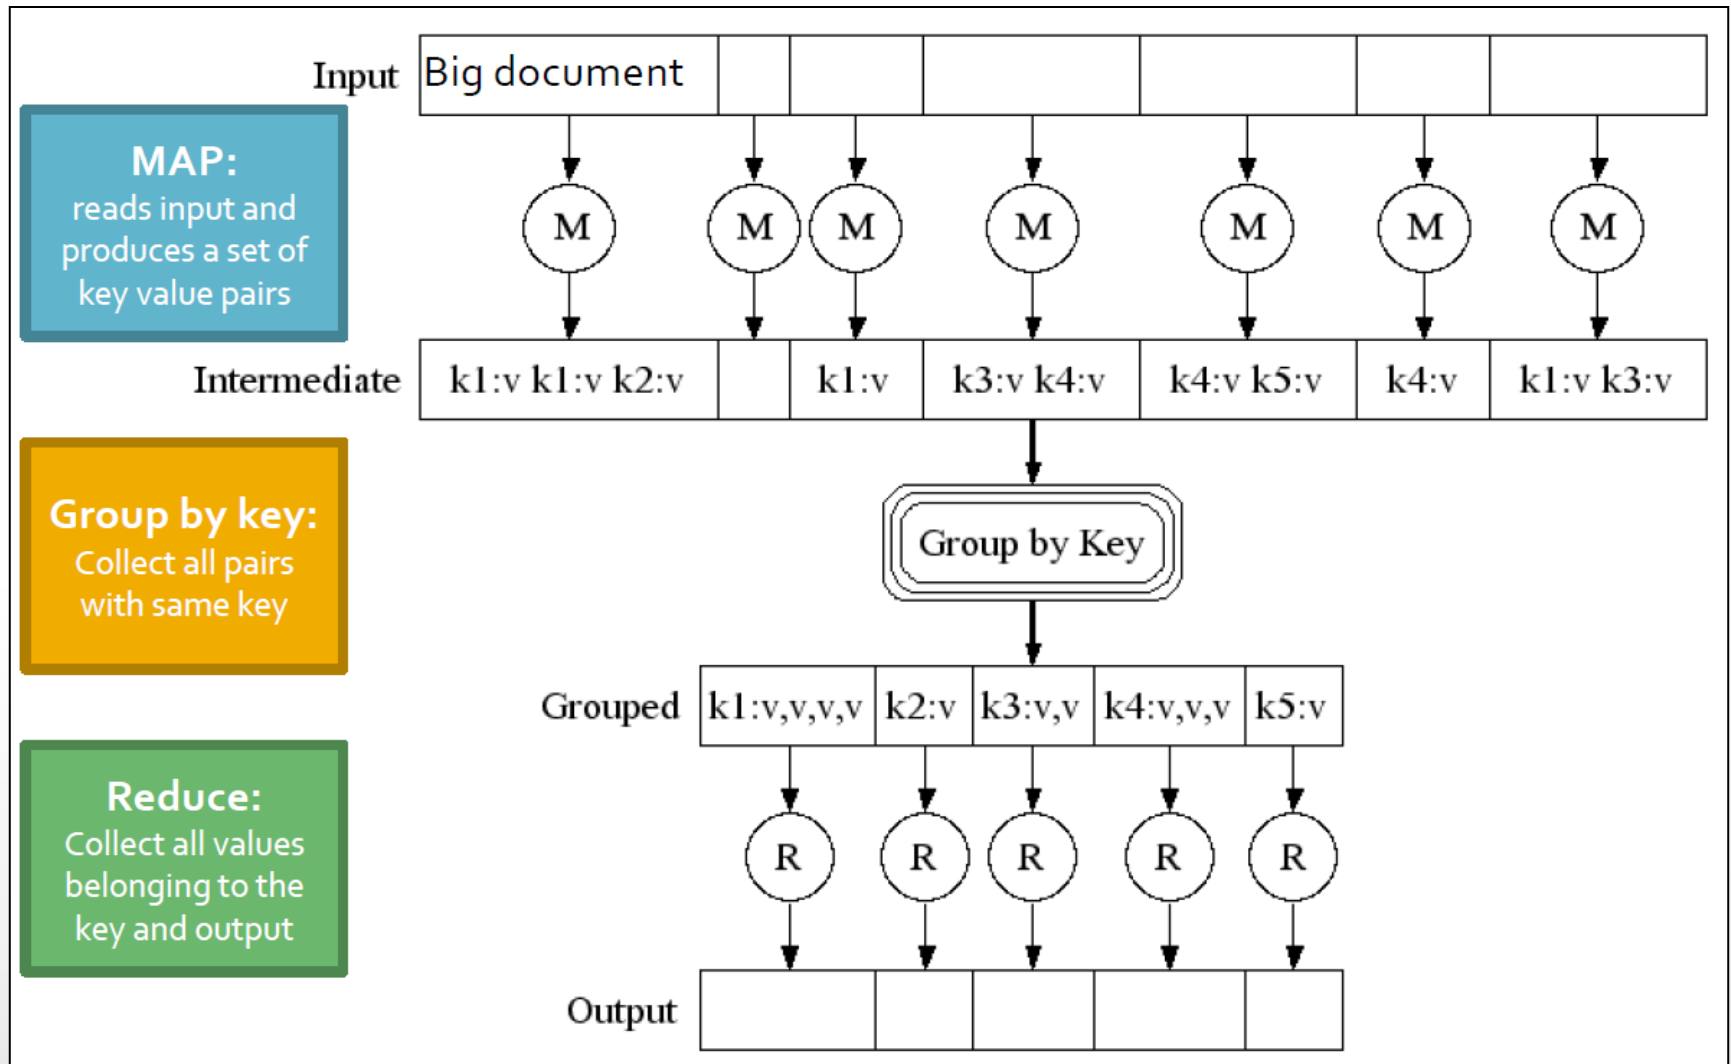 Input
Big document
MAP:
reads input and
produces a set of
key value pairs
M M M M M M M
Intermediate
k1:v k1:v k2:v
k1:v
k3:v k4:v
k4:v k5:v
k4:v
k1:v k3:v
Group by key:
Collect all pairs
with same key
Group by Key
Grouped
k1:v,v,v,v
k2:v
k3:v,v
k4:v,v,v
k5:v
Reduce:
Collect all values
belonging to the
key and output
R R R R R
Output